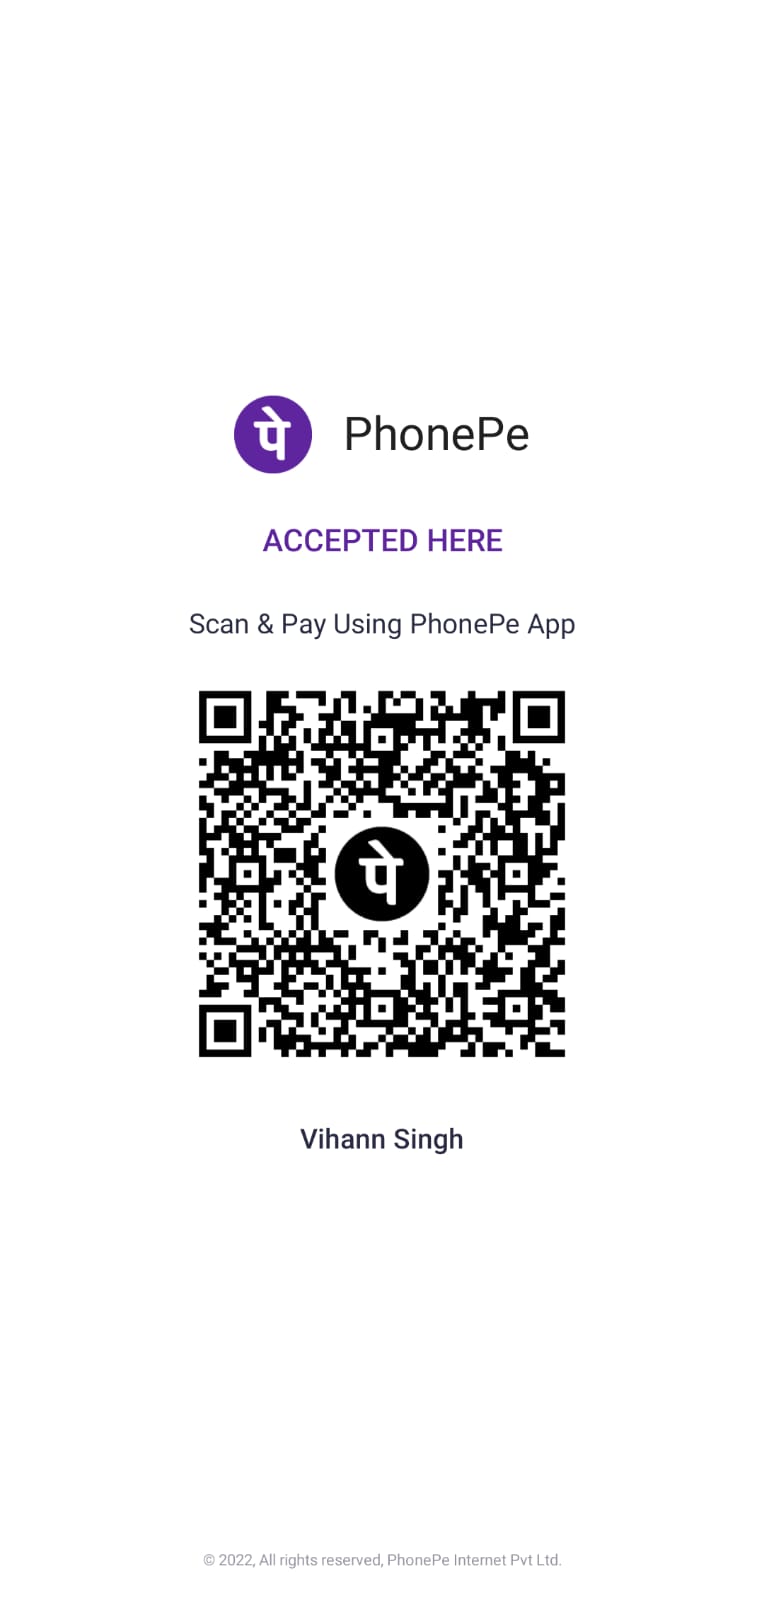 पे PhonePe
ACCEPTED HERE
Scan & Pay Using PhonePe App
पे
Vihann Singh
© 2022, All rights reserved, PhonePe Internet Pvt Ltd.